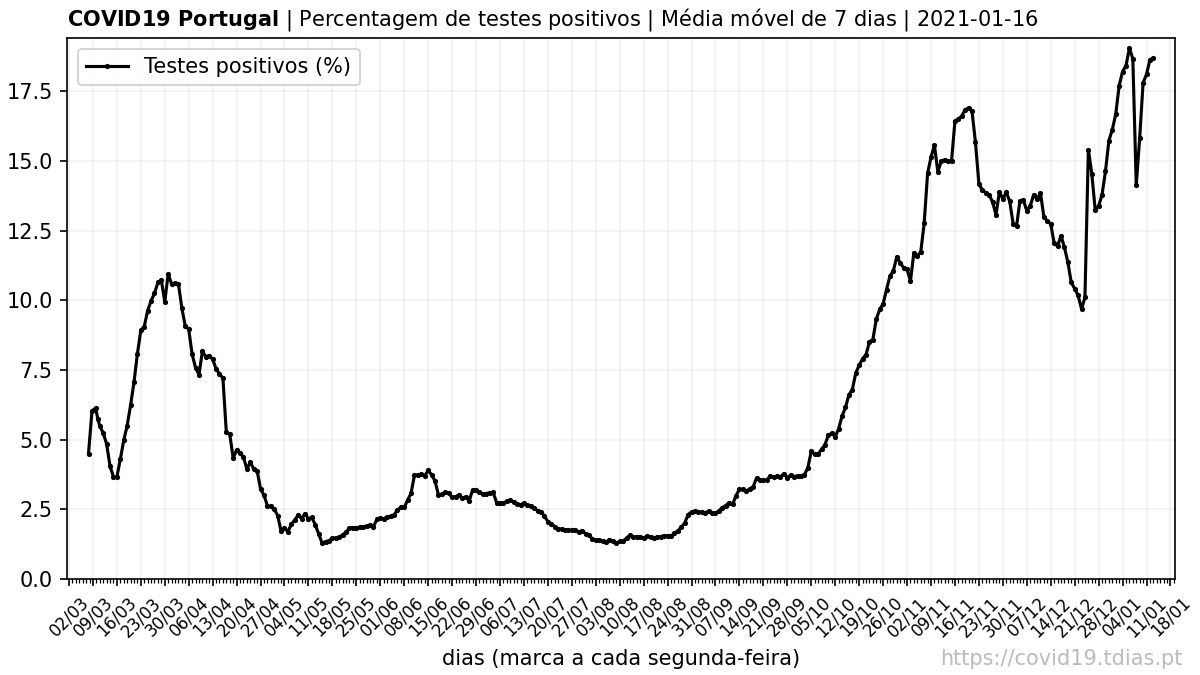 COVID19 Portugal | Percentagem de testes positivos | Média móvel de 7 dias | 2021-01-16
Testes positivos (%)
17.5
15.0
12.5
10.0
7.5
5.0
2.5
0.0
02/03 09/03 16/03 23/03 30/03 06/04 13/04 20/04 27/04 04/05 11/05 18/05 25/05 01/06 08/06 15/06 22/06 29/06 06/07 13/07 20/07 27/07 03/08 10/08 17/08 24/08 31/08 07/09 14/09 21/09 28/09 05/10 12/10 19/10 26/10 02/11 09/11 16/11 23/11 30/11 07/12 14/12 21/12 28/12 04/01 11/01 18/01
dias (marca a cada segunda-feira)
https://covid19.tdias.pt